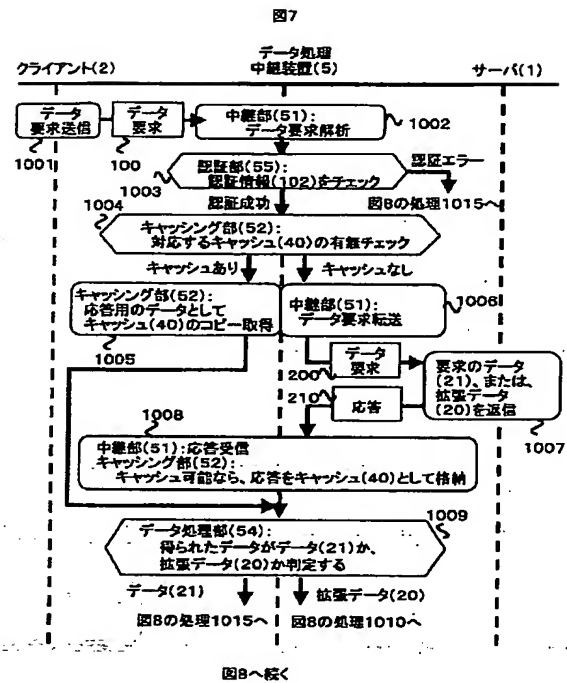 図7
クライアント(2)
データ処理
中継装置(5)
サーバ(1)
データ
要求送信
データ
要求
中継部(51):
データ要求解析
1002
1001
100
認証部(55):
認証情報(102)をチェック
認証エラー
1003
認証成功
図8の処理1015へ
1004
キャッシング部(52):
対応するキャッシュ(40)の有無チェック
キャッシュあり
キャッシュなし
キャッシング部(52):
応答用のデータとして
キャッシュ(40)のコピー取得
中継部(51):
データ要求転送
1006
1005
データ
要求
200
要求のデータ
(21)、または、
拡張データ
(20)を返信
210
応答
1007
1008
中継部(51):応答受信
キャッシング部(52):
キャッシュ可能なら、応答をキャッシュ(40)として格納
1009
データ処理部(54):
得られたデータがデータ(21)か、
拡張データ(20)か判定する
データ(21)
拡張データ(20)
図8の処理1015へ
図8の処理1010へ
図8へ続く